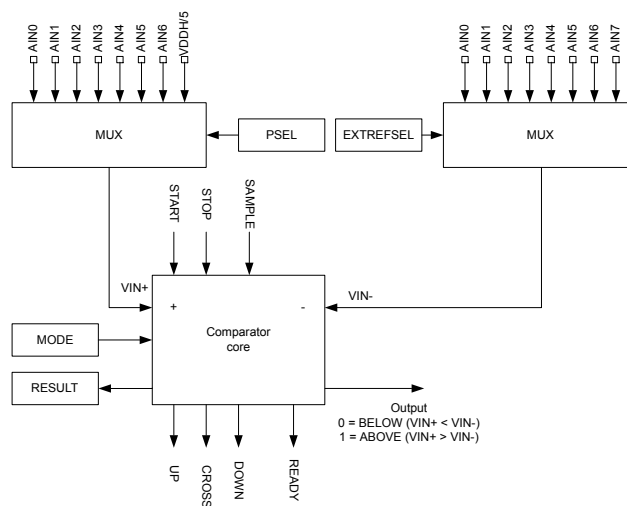 AIN0
AIN1
AIN2
AIN3
AIN4
AIN5
AIN6
VDDH/5
AIN0
AIN1
AIN2
AIN3
AIN4
AIN5
AIN6
AIN7
MUX
PSEL
EXTREFSEL
MUX
START
STOP
SAMPLE
VIN+
VIN-
+
-
Comparator
core
MODE
RESULT
Output
0 = BELOW (VIN+ < VIN-)
1 = ABOVE (VIN+ > VIN-)
UP
CROSS
DOWN
READY